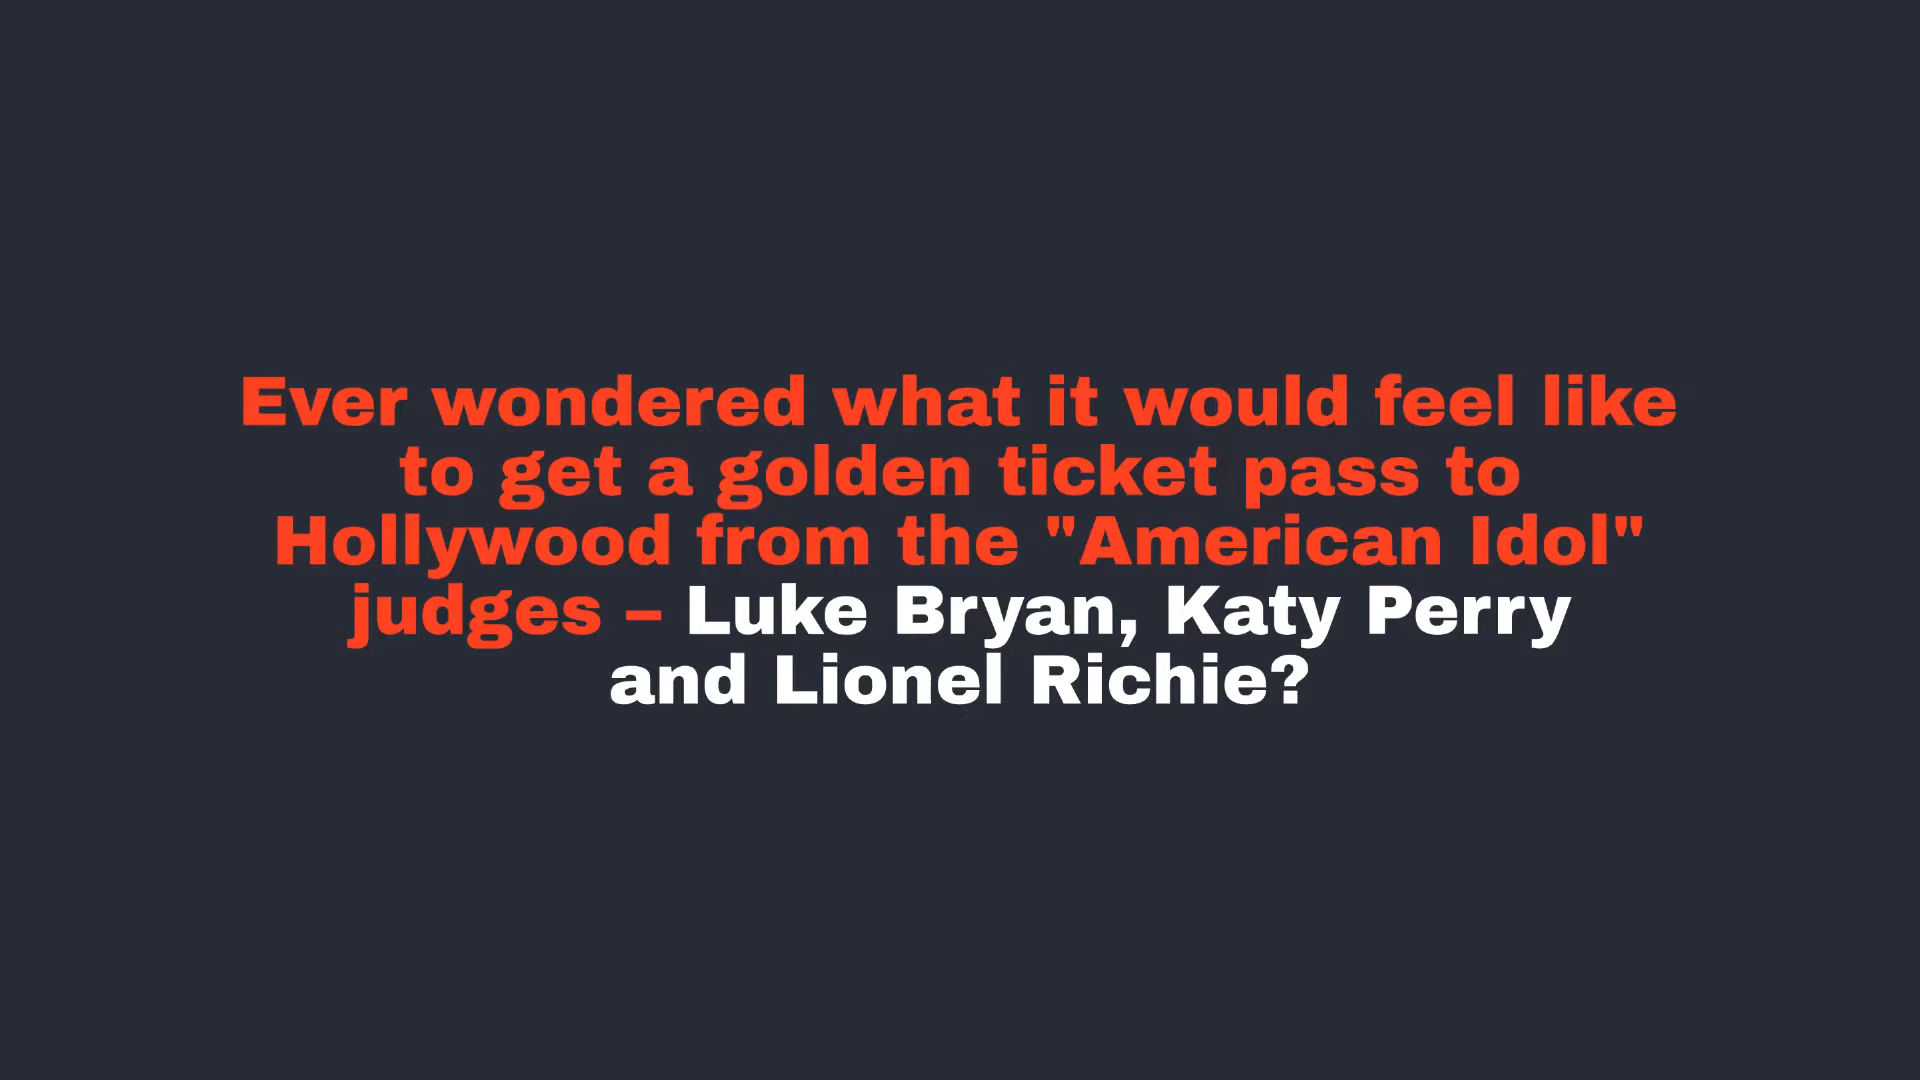 Ever wondered what it would feel like
to get a golden ticket pass to
Hollywood from the "American Idol"
judges – Luke Bryan, Katy Perry
and Lionel Richie?